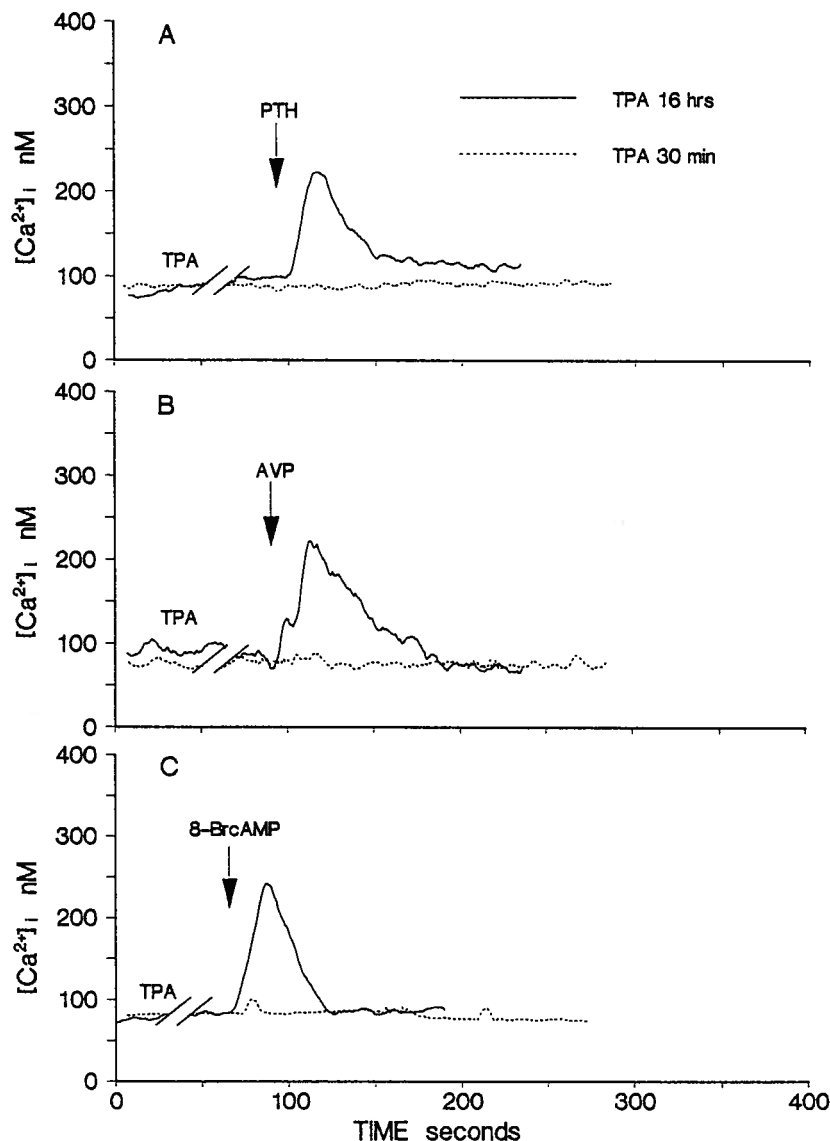 A
400
300
200
100
0
[Ca²⁺]ᵢ nM
PTH
TPA
TPA 16 hrs
TPA 30 min
B
400
300
200
100
0
[Ca²⁺]ᵢ nM
AVP
TPA
C
400
300
200
100
0
[Ca²⁺]ᵢ nM
8-BrcAMP
TPA
0 100 200 300 400
TIME seconds